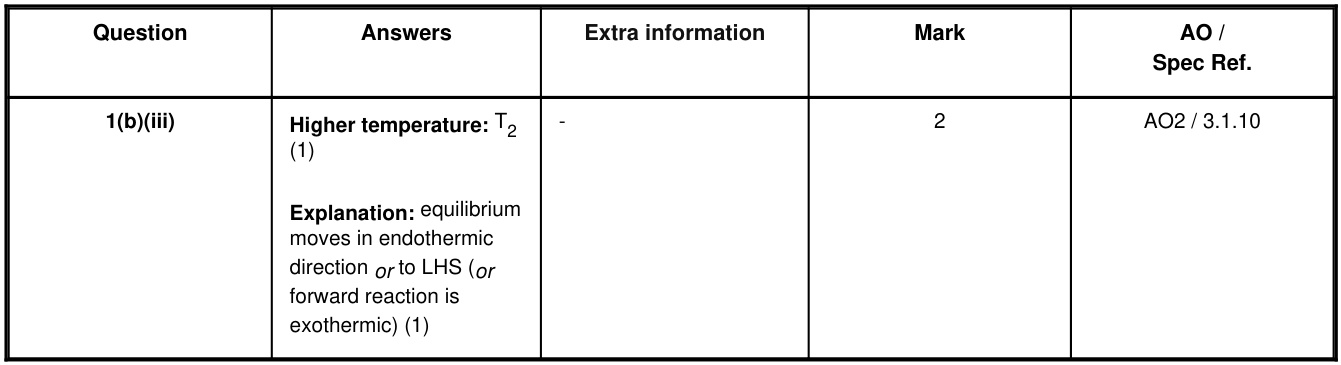 Question Answers Extra information Mark AO /
Spec Ref.
1(b)(iii) Higher temperature: T2 - 2 AO2 / 3.1.10
(1)
Explanation: equilibrium
moves in endothermic
direction or to LHS (or
forward reaction is
exothermic) (1)